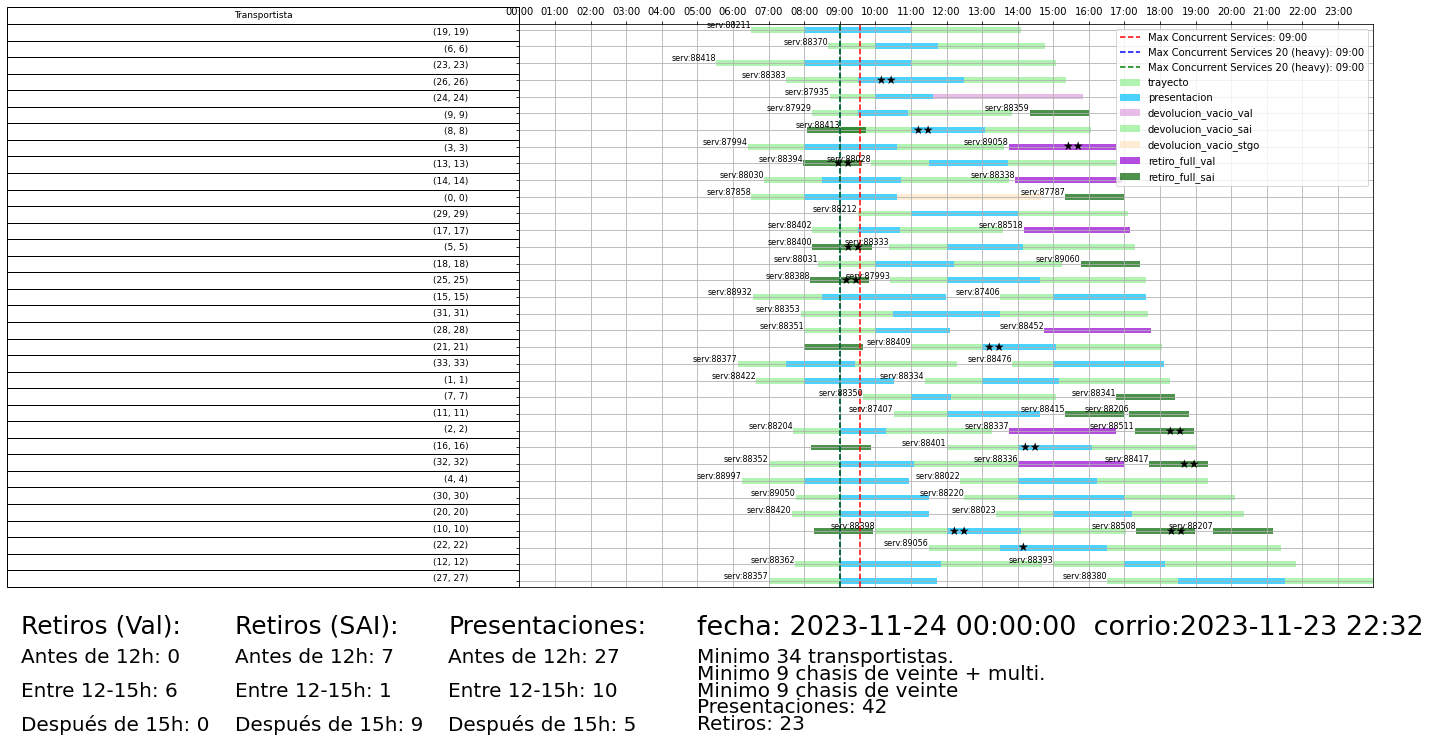 Transportista
00:00 01:00 02:00 03:00 04:00 05:00 06:00 07:00 08:00 09:00 10:00 11:00 12:00 13:00 14:00 15:00 16:00 17:00 18:00 19:00 20:00 21:00 22:00 23:00
(19, 19) serv:88211
(6, 6) serv:88370
(23, 23) serv:88418
(26, 26) serv:88383
(24, 24) serv:87935
(9, 9) serv:87929 serv:88359
(8, 8) serv:88413
(3, 3) serv:87994 serv:89058
(13, 13) serv:88394 serv:88028
(14, 14) serv:88030 serv:88338
(0, 0) serv:87858 serv:87787
(29, 29) serv:88212
(17, 17) serv:88402 serv:88518
(5, 5) serv:88400 serv:88333
(18, 18) serv:88031 serv:89060
(25, 25) serv:88388 serv:87993
(15, 15) serv:88932 serv:87406
(31, 31) serv:88353
(28, 28) serv:88351 serv:88452
(21, 21) serv:88409
(33, 33) serv:88377 serv:88476
(1, 1) serv:88422 serv:88334
(7, 7) serv:88350 serv:88341
(11, 11) serv:87407 serv:88415 serv:88206
(2, 2) serv:88204 serv:88337 serv:88511
(16, 16) serv:88401
(32, 32) serv:88352 serv:88336 serv:88417
(4, 4) serv:88997 serv:88022
(30, 30) serv:89050 serv:88220
(20, 20) serv:88420 serv:88023
(10, 10) serv:88398 serv:88508 serv:88207
(22, 22) serv:89056
(12, 12) serv:88362 serv:88393
(27, 27) serv:88357 serv:88380
Max Concurrent Services: 09:00
Max Concurrent Services 20 (heavy): 09:00
Max Concurrent Services 20 (heavy): 09:00
trayecto
presentacion
devolucion_vacio_val
devolucion_vacio_sai
devolucion_vacio_stgo
retiro_full_val
retiro_full_sai
Retiros (Val):
Antes de 12h: 0
Entre 12-15h: 6
Después de 15h: 0
Retiros (SAI):
Antes de 12h: 7
Entre 12-15h: 1
Después de 15h: 9
Presentaciones:
Antes de 12h: 27
Entre 12-15h: 10
Después de 15h: 5
fecha: 2023-11-24 00:00:00 corrio:2023-11-23 22:32
Minimo 34 transportistas.
Minimo 9 chasis de veinte + multi.
Minimo 9 chasis de veinte
Presentaciones: 42
Retiros: 23